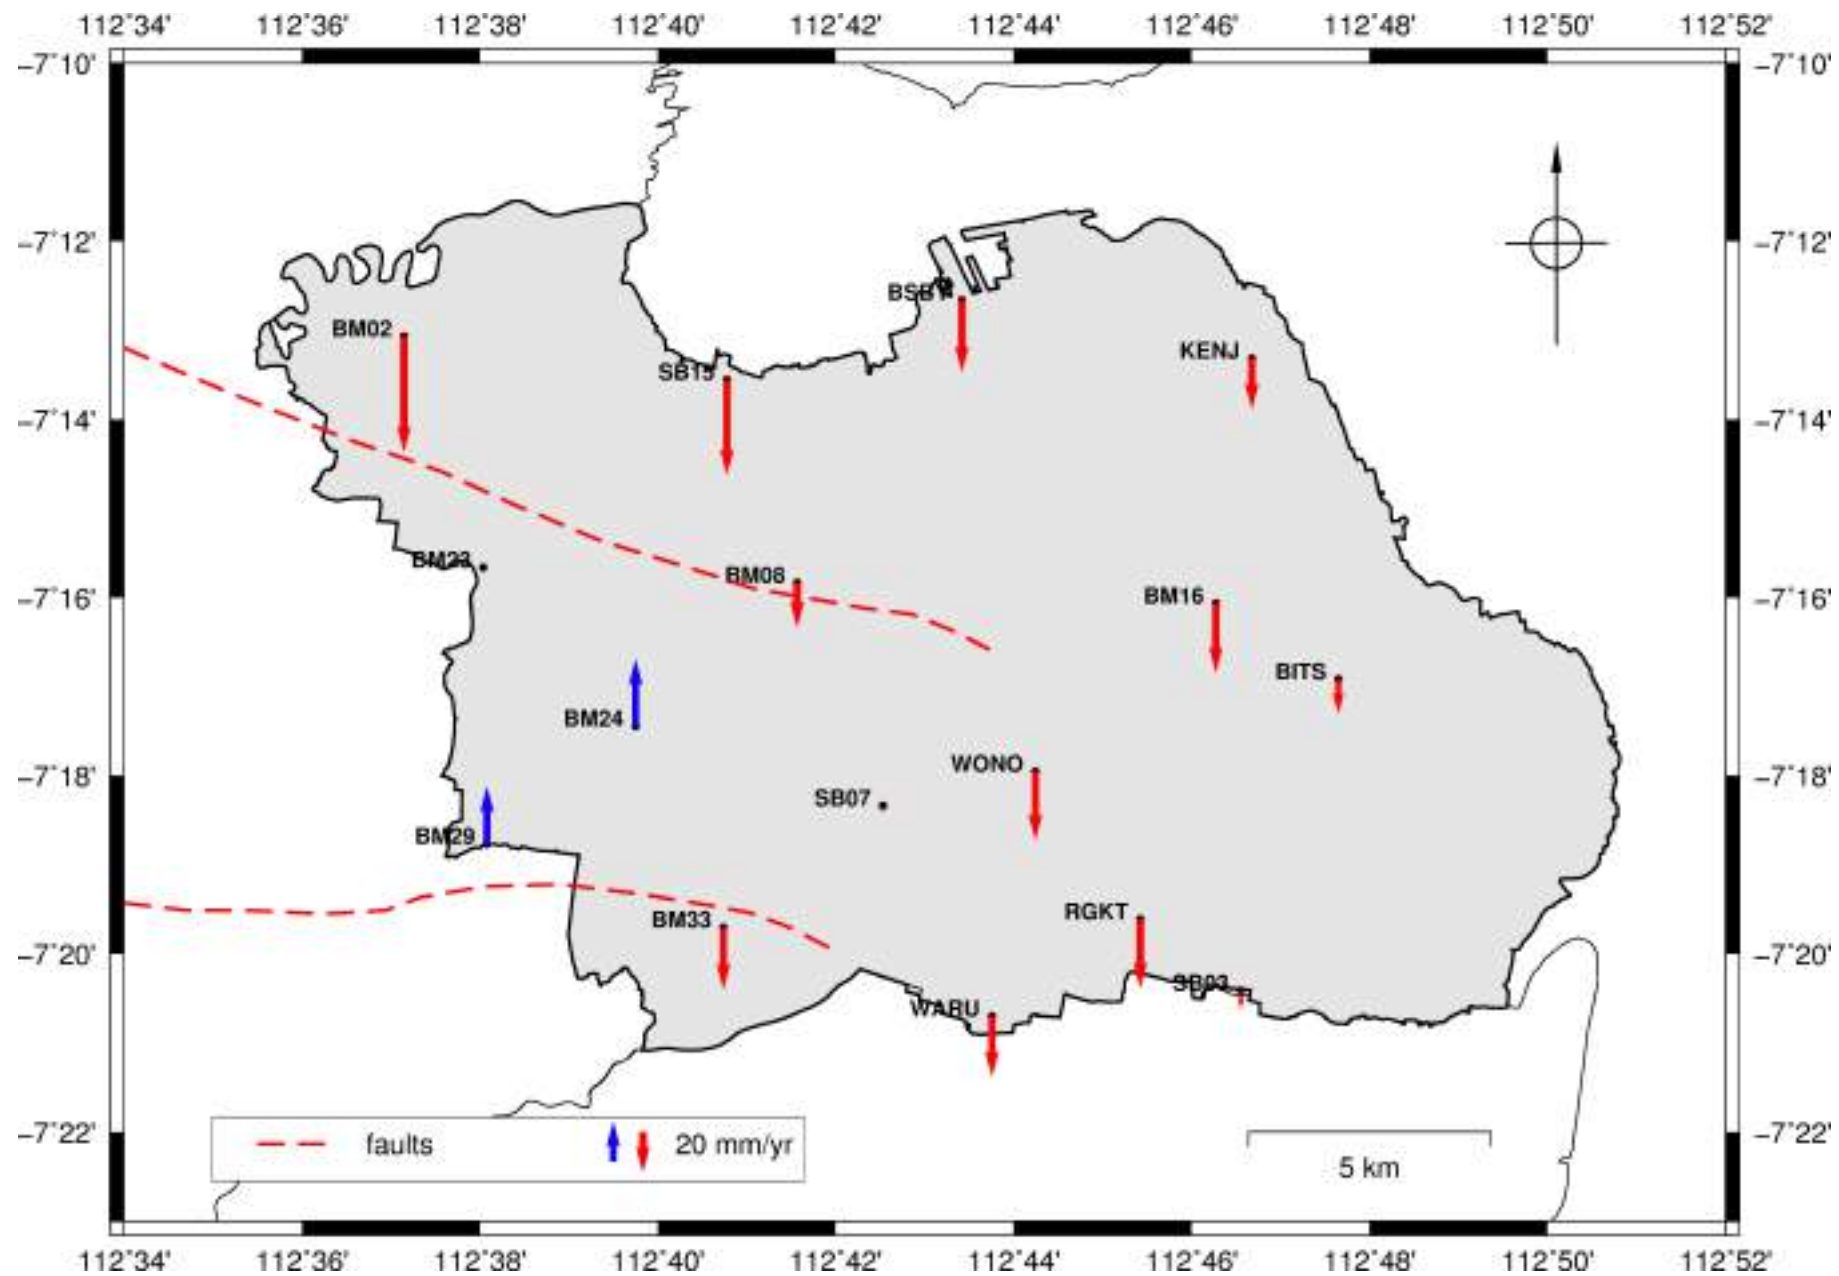 112°34' 112°36' 112°38' 112°40' 112°42' 112°44' 112°46' 112°48' 112°50' 112°52'
−7°10' −7°10'
−7°12' −7°12'
BSBY
BM02
KENJ
SB15
−7°14' −7°14'
BM23
BM08
−7°16' BM16 −7°16'
BITS
BM24
WONO
−7°18' −7°18'
SB07
BM29
RGKT
BM33
−7°20' −7°20'
SB03
WARU
−7°22' −7°22'
faults 20 mm/yr
5 km
112°34' 112°36' 112°38' 112°40' 112°42' 112°44' 112°46' 112°48' 112°50' 112°52'